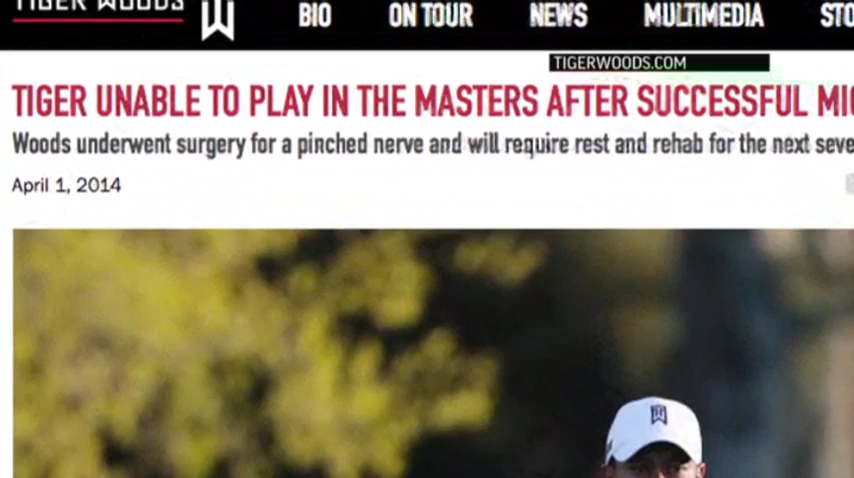 TIGER WOODS
BIO ON TOUR NEWS MULTIMEDIA
TIGERWOODS.COM
TIGER UNABLE TO PLAY IN THE MASTERS AFTER SUCCESSFUL
Woods underwent surgery for a pinched nerve and will require rest and rehab for the next
April 1, 2014